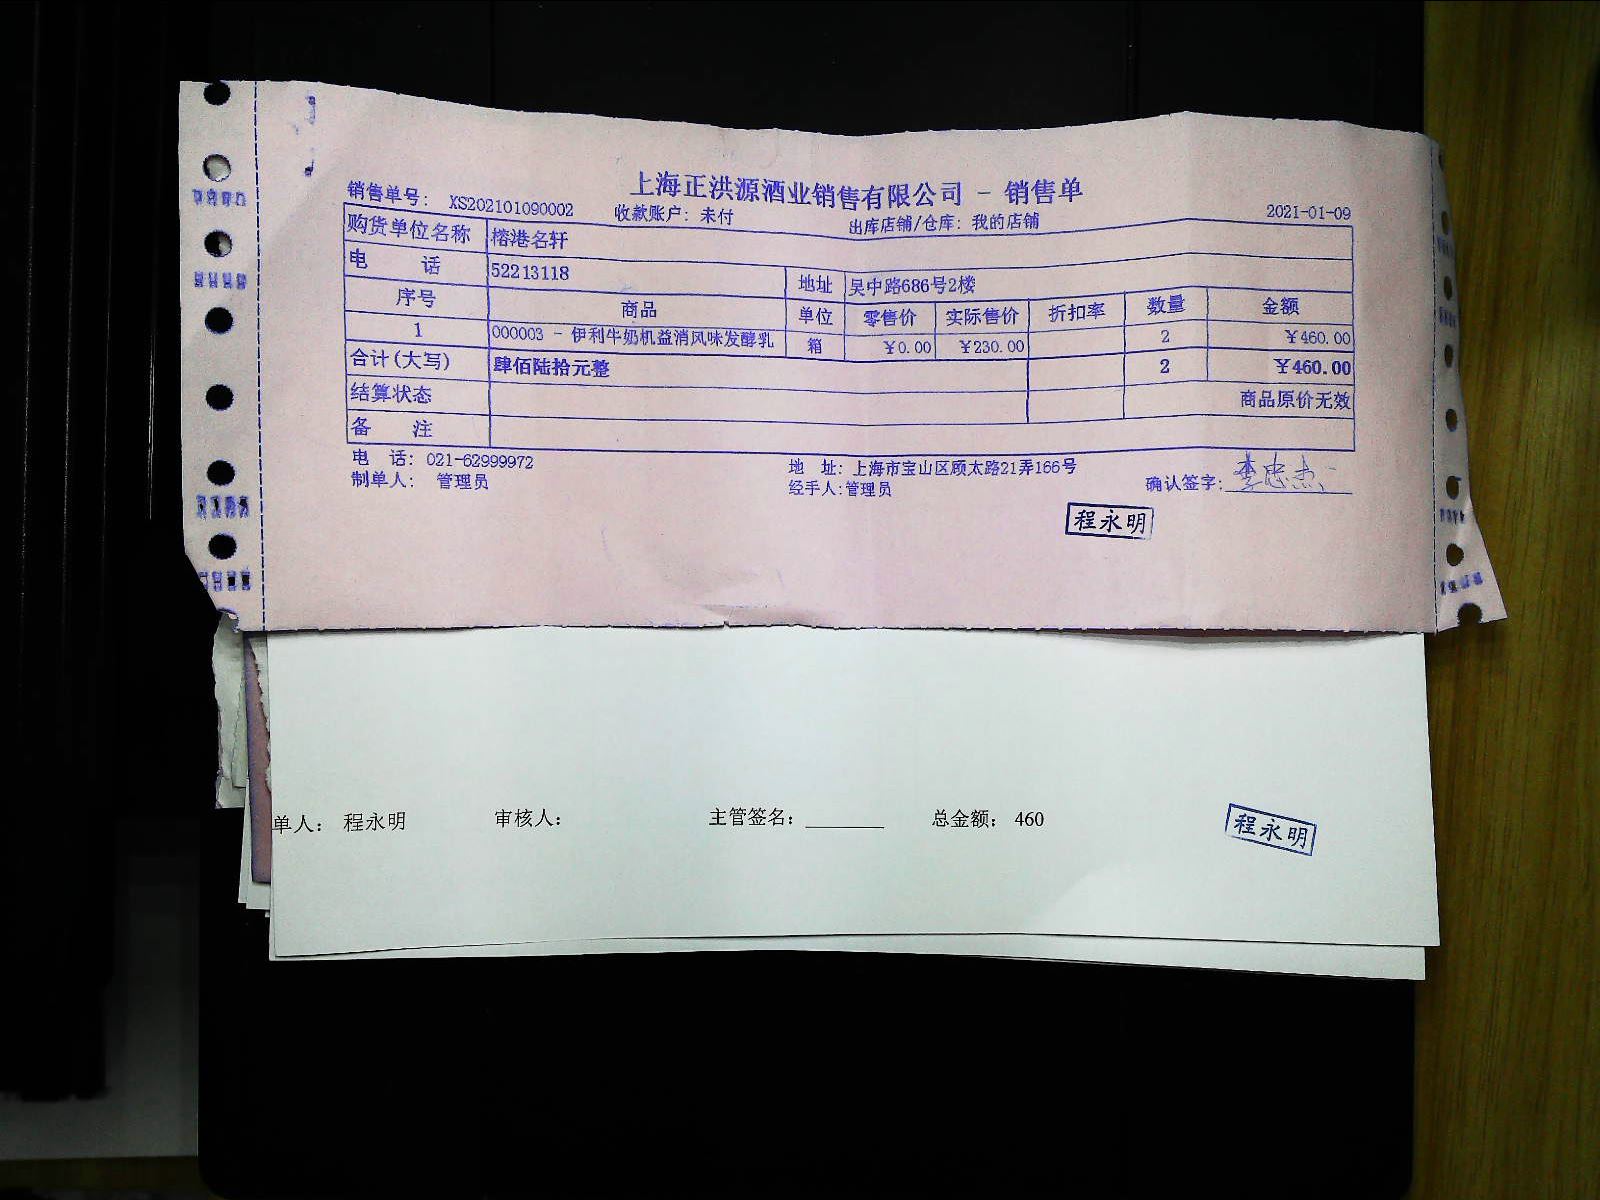 上海正洪源酒业销售有限公司 - 销售单
销售单号： XS202101090002 收款账户：未付 出库店铺/仓库：我的店铺 2021-01-09
购货单位名称 榕港名轩
电 话 52213118 地址 吴中路686号2楼
序号 商品 单位 零售价 实际售价 折扣率 数量 金额
1 000003 - 伊利牛奶机益消风味发酵乳 箱 ￥0.00 ￥230.00 2 ￥460.00
合计(大写) 肆佰陆拾元整 2 ￥460.00
结算状态 商品原价无效
备 注
电 话：021-62999972 地 址：上海市宝山区顾太路21弄166号
制单人： 管理员 经手人:管理员 确认签字: 李忠杰
程永明
单人： 程永明 审核人： 主管签名： 总金额： 460
程永明